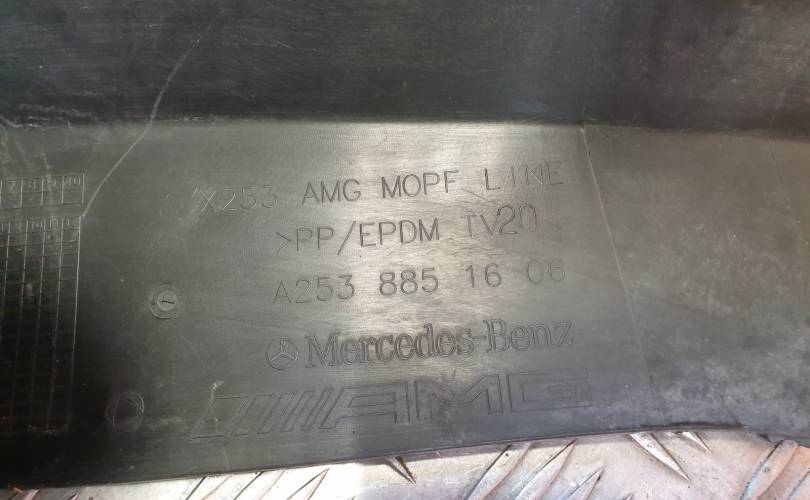 X253 AMG MOPF LINE
>PP/EPDM TV20<
A253 885 16 06
Mercedes-Benz
AMG